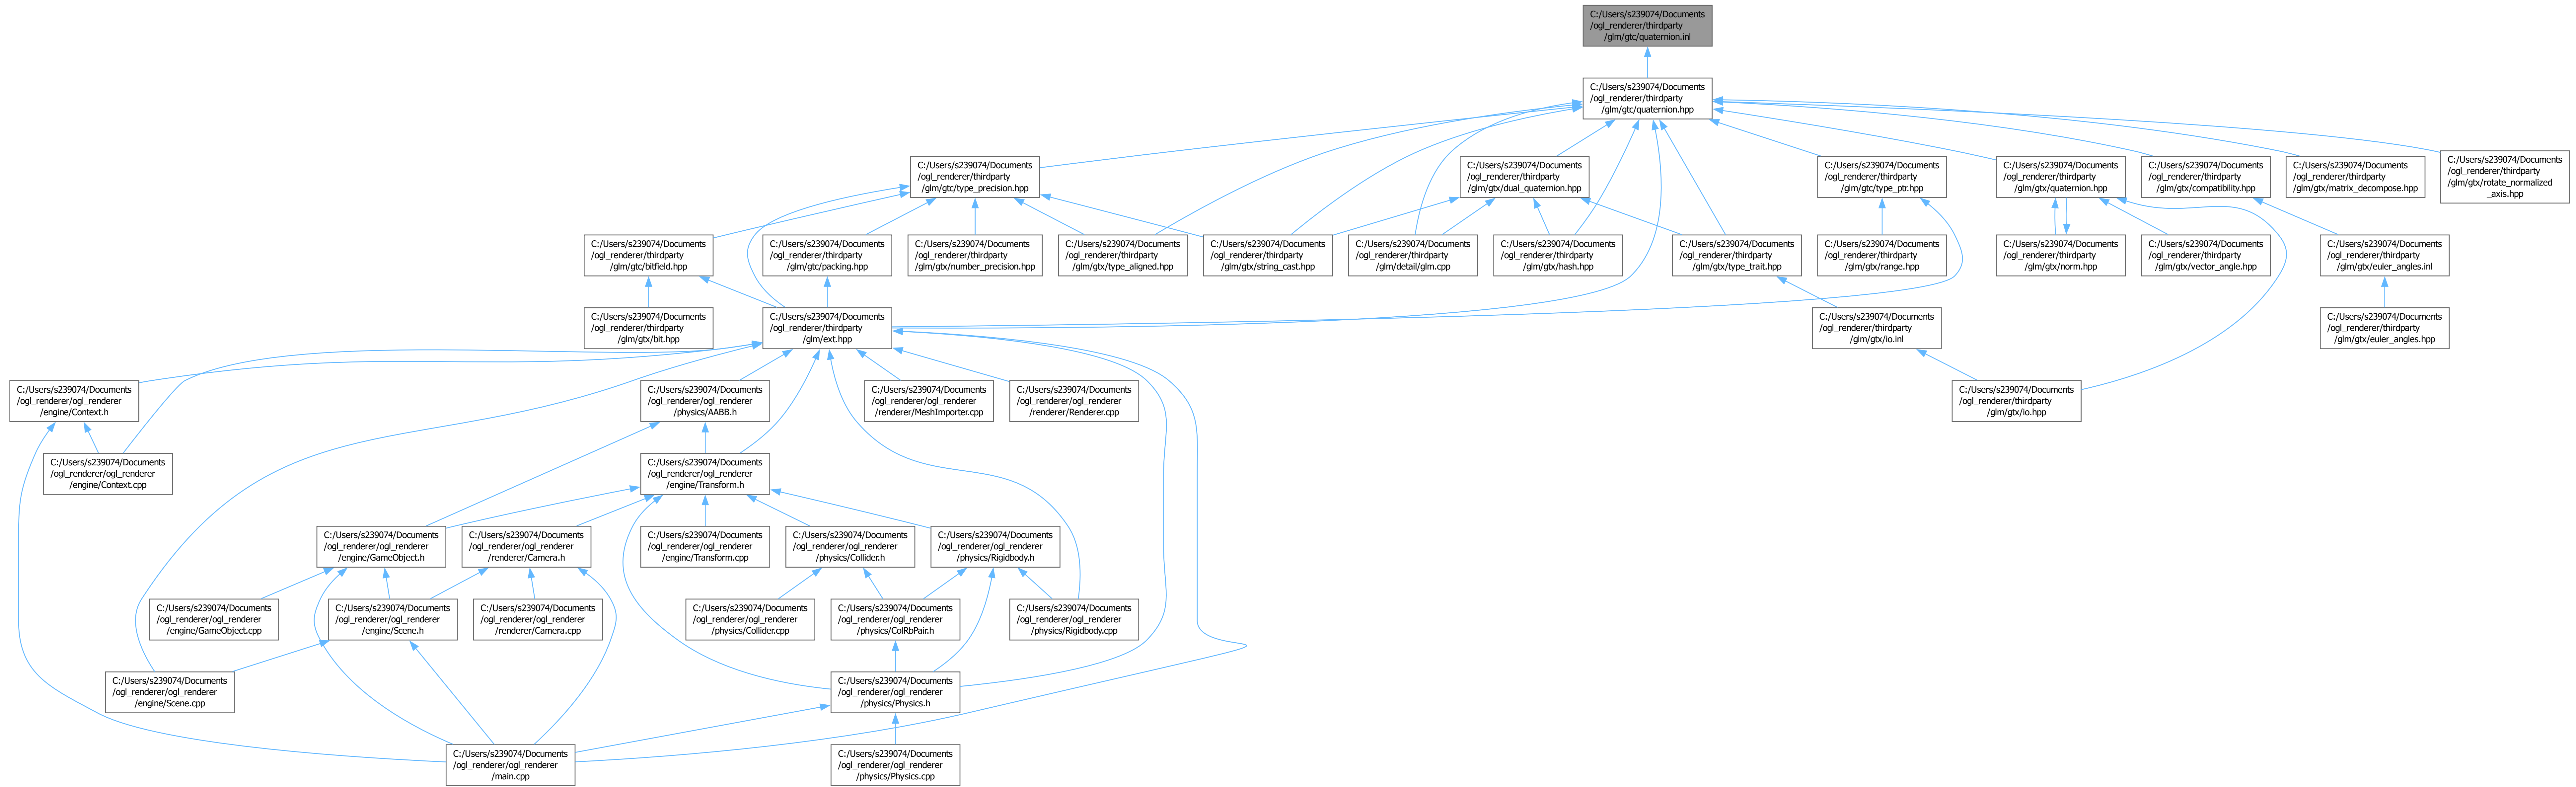 C:/Users/s239074/Documents
/ogl_renderer/thirdparty
/glm/gtc/quaternion.inl
C:/Users/s239074/Documents
/ogl_renderer/thirdparty
/glm/gtc/quaternion.hpp
C:/Users/s239074/Documents
/ogl_renderer/thirdparty
/glm/gtc/type_precision.hpp
C:/Users/s239074/Documents
/ogl_renderer/thirdparty
/glm/gtx/dual_quaternion.hpp
C:/Users/s239074/Documents
/ogl_renderer/thirdparty
/glm/gtc/type_ptr.hpp
C:/Users/s239074/Documents
/ogl_renderer/thirdparty
/glm/gtx/quaternion.hpp
C:/Users/s239074/Documents
/ogl_renderer/thirdparty
/glm/gtx/compatibility.hpp
C:/Users/s239074/Documents
/ogl_renderer/thirdparty
/glm/gtx/matrix_decompose.hpp
C:/Users/s239074/Documents
/ogl_renderer/thirdparty
/glm/gtx/rotate_normalized
_axis.hpp
C:/Users/s239074/Documents
/ogl_renderer/thirdparty
/glm/gtc/bitfield.hpp
C:/Users/s239074/Documents
/ogl_renderer/thirdparty
/glm/gtc/packing.hpp
C:/Users/s239074/Documents
/ogl_renderer/thirdparty
/glm/gtx/number_precision.hpp
C:/Users/s239074/Documents
/ogl_renderer/thirdparty
/glm/gtx/type_aligned.hpp
C:/Users/s239074/Documents
/ogl_renderer/thirdparty
/glm/gtx/string_cast.hpp
C:/Users/s239074/Documents
/ogl_renderer/thirdparty
/glm/detail/glm.cpp
C:/Users/s239074/Documents
/ogl_renderer/thirdparty
/glm/gtx/hash.hpp
C:/Users/s239074/Documents
/ogl_renderer/thirdparty
/glm/gtx/type_trait.hpp
C:/Users/s239074/Documents
/ogl_renderer/thirdparty
/glm/gtx/range.hpp
C:/Users/s239074/Documents
/ogl_renderer/thirdparty
/glm/gtx/norm.hpp
C:/Users/s239074/Documents
/ogl_renderer/thirdparty
/glm/gtx/vector_angle.hpp
C:/Users/s239074/Documents
/ogl_renderer/thirdparty
/glm/gtx/euler_angles.inl
C:/Users/s239074/Documents
/ogl_renderer/thirdparty
/glm/gtx/bit.hpp
C:/Users/s239074/Documents
/ogl_renderer/thirdparty
/glm/ext.hpp
C:/Users/s239074/Documents
/ogl_renderer/thirdparty
/glm/gtx/io.inl
C:/Users/s239074/Documents
/ogl_renderer/thirdparty
/glm/gtx/euler_angles.hpp
C:/Users/s239074/Documents
/ogl_renderer/ogl_renderer
/engine/Context.h
C:/Users/s239074/Documents
/ogl_renderer/ogl_renderer
/physics/AABB.h
C:/Users/s239074/Documents
/ogl_renderer/ogl_renderer
/renderer/MeshImporter.cpp
C:/Users/s239074/Documents
/ogl_renderer/ogl_renderer
/renderer/Renderer.cpp
C:/Users/s239074/Documents
/ogl_renderer/thirdparty
/glm/gtx/io.hpp
C:/Users/s239074/Documents
/ogl_renderer/ogl_renderer
/engine/Context.cpp
C:/Users/s239074/Documents
/ogl_renderer/ogl_renderer
/engine/Transform.h
C:/Users/s239074/Documents
/ogl_renderer/ogl_renderer
/engine/GameObject.h
C:/Users/s239074/Documents
/ogl_renderer/ogl_renderer
/renderer/Camera.h
C:/Users/s239074/Documents
/ogl_renderer/ogl_renderer
/engine/Transform.cpp
C:/Users/s239074/Documents
/ogl_renderer/ogl_renderer
/physics/Collider.h
C:/Users/s239074/Documents
/ogl_renderer/ogl_renderer
/physics/Rigidbody.h
C:/Users/s239074/Documents
/ogl_renderer/ogl_renderer
/engine/GameObject.cpp
C:/Users/s239074/Documents
/ogl_renderer/ogl_renderer
/engine/Scene.h
C:/Users/s239074/Documents
/ogl_renderer/ogl_renderer
/renderer/Camera.cpp
C:/Users/s239074/Documents
/ogl_renderer/ogl_renderer
/physics/Collider.cpp
C:/Users/s239074/Documents
/ogl_renderer/ogl_renderer
/physics/ColRbPair.h
C:/Users/s239074/Documents
/ogl_renderer/ogl_renderer
/physics/Rigidbody.cpp
C:/Users/s239074/Documents
/ogl_renderer/ogl_renderer
/engine/Scene.cpp
C:/Users/s239074/Documents
/ogl_renderer/ogl_renderer
/physics/Physics.h
C:/Users/s239074/Documents
/ogl_renderer/ogl_renderer
/main.cpp
C:/Users/s239074/Documents
/ogl_renderer/ogl_renderer
/physics/Physics.cpp